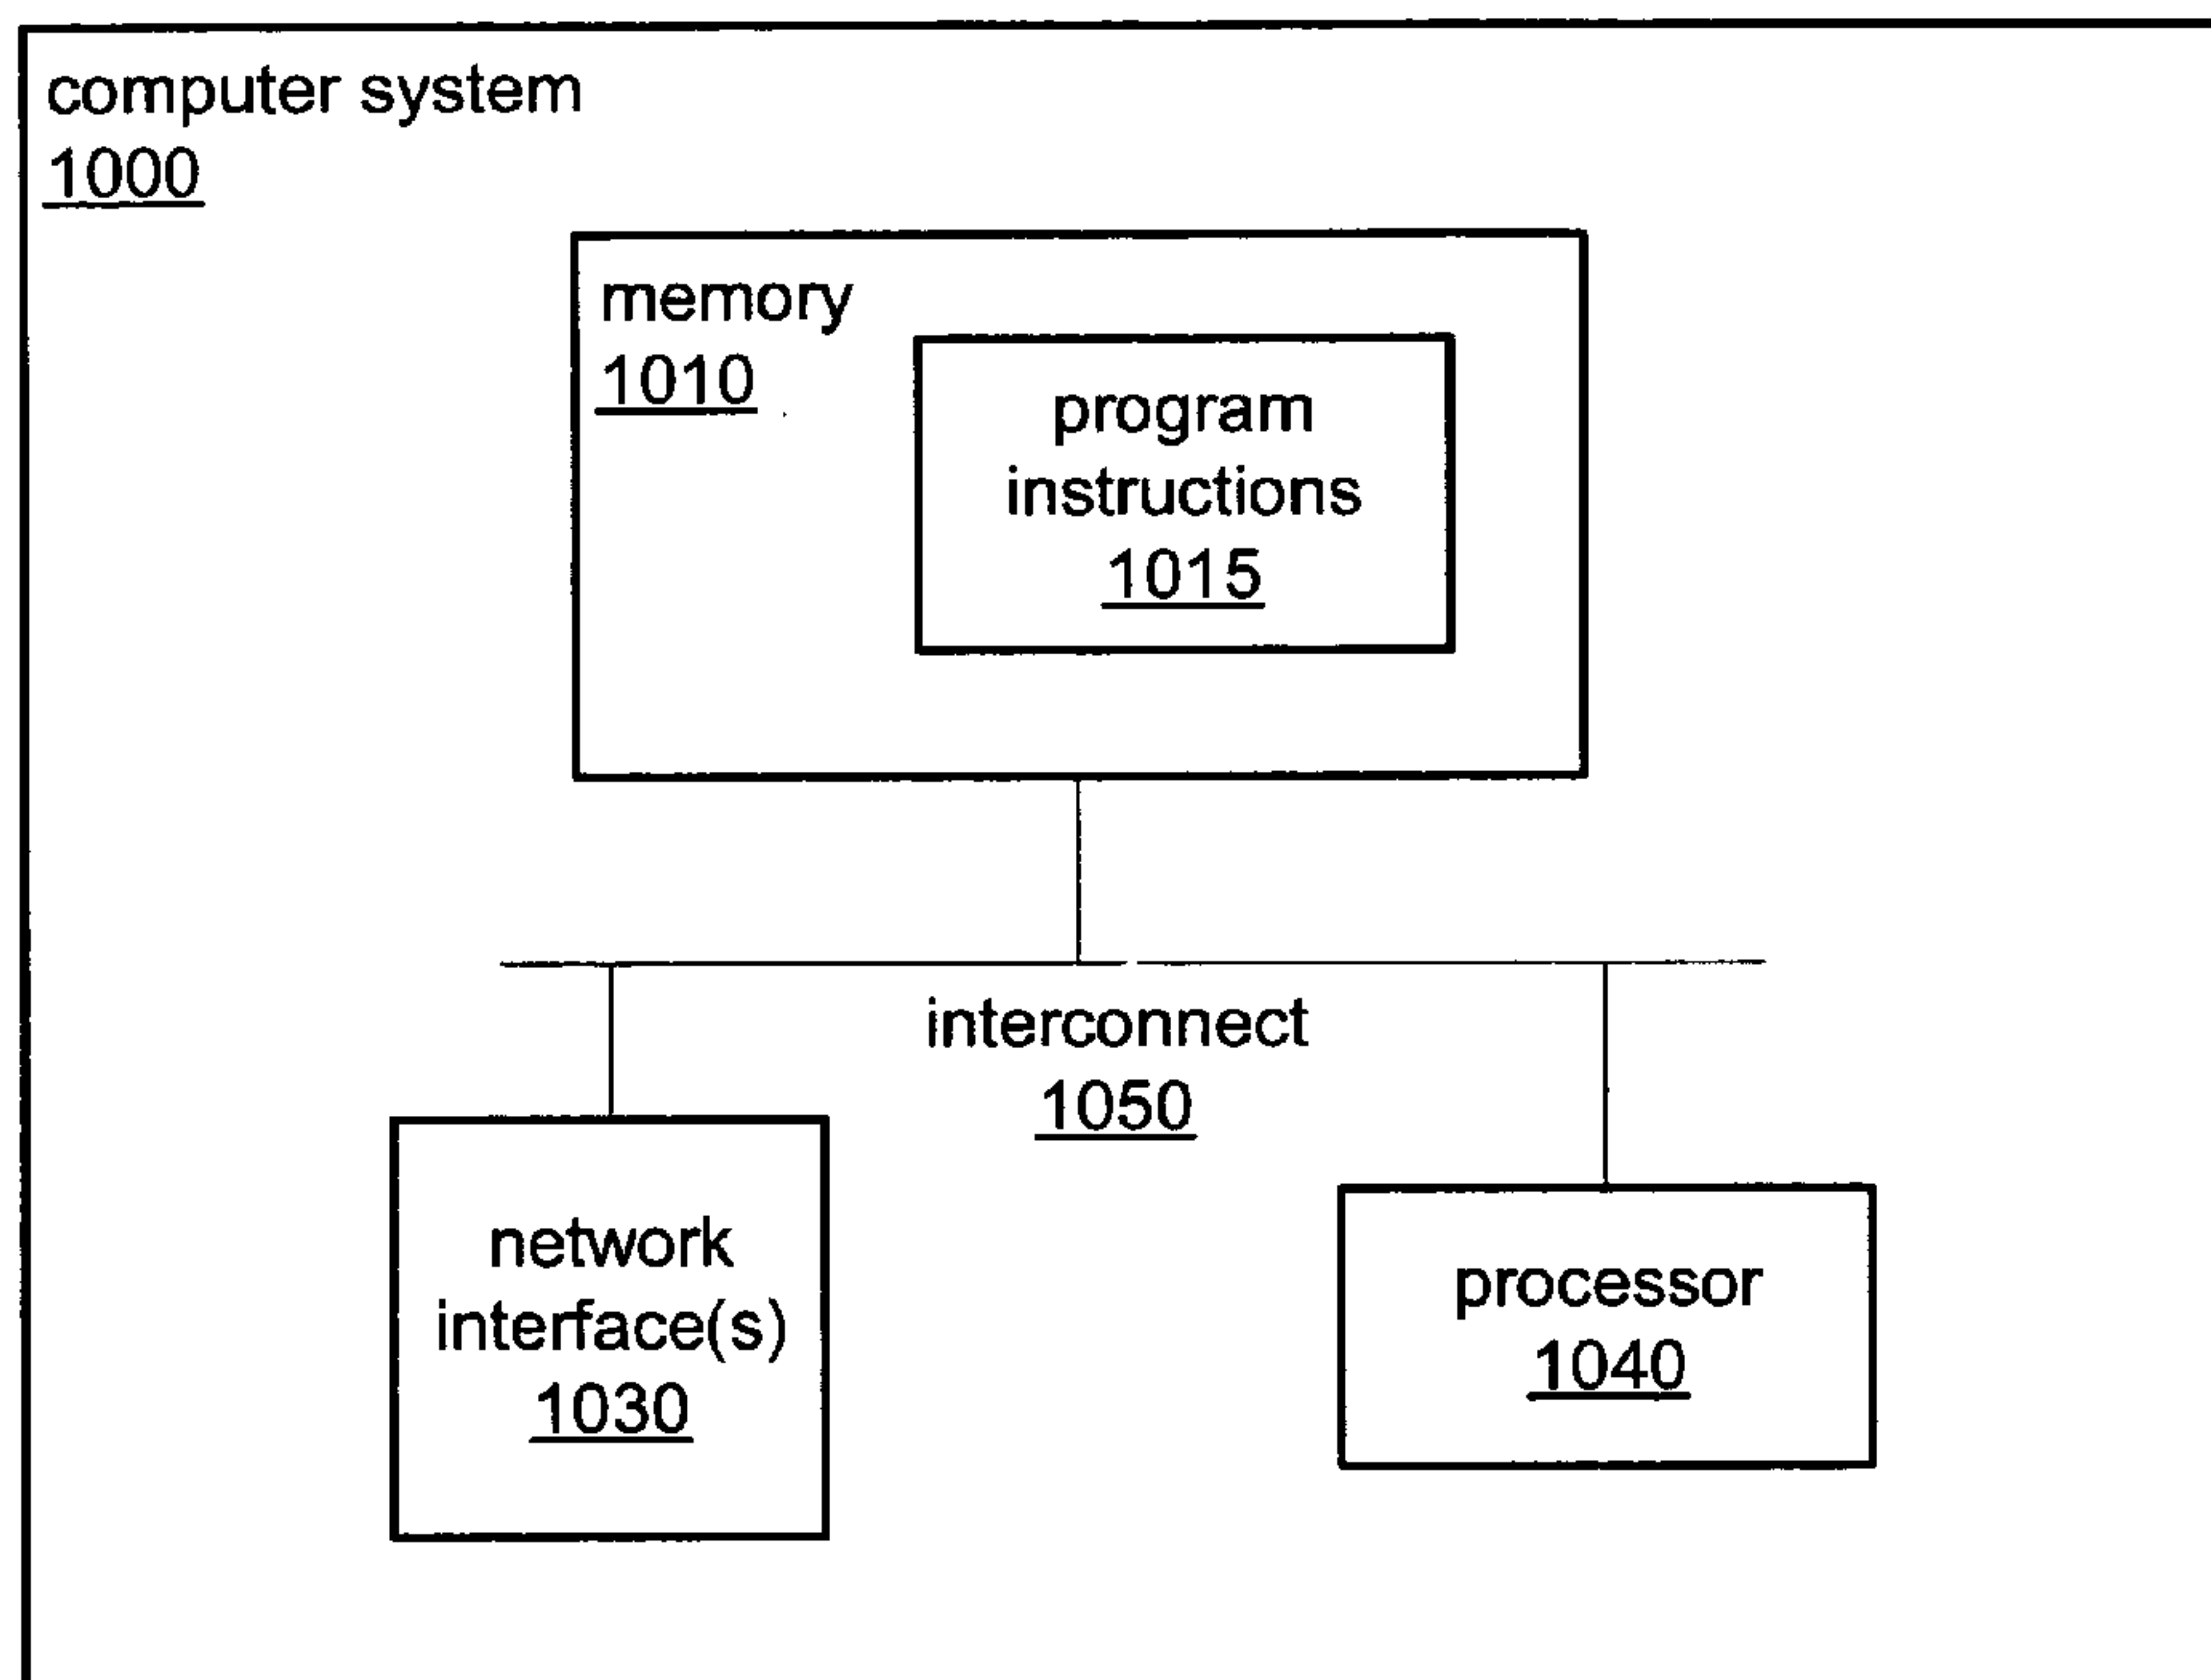 computer system
1000
memory
1010
program
instructions
1015
interconnect
1050
network
interface(s)
1030
processor
1040